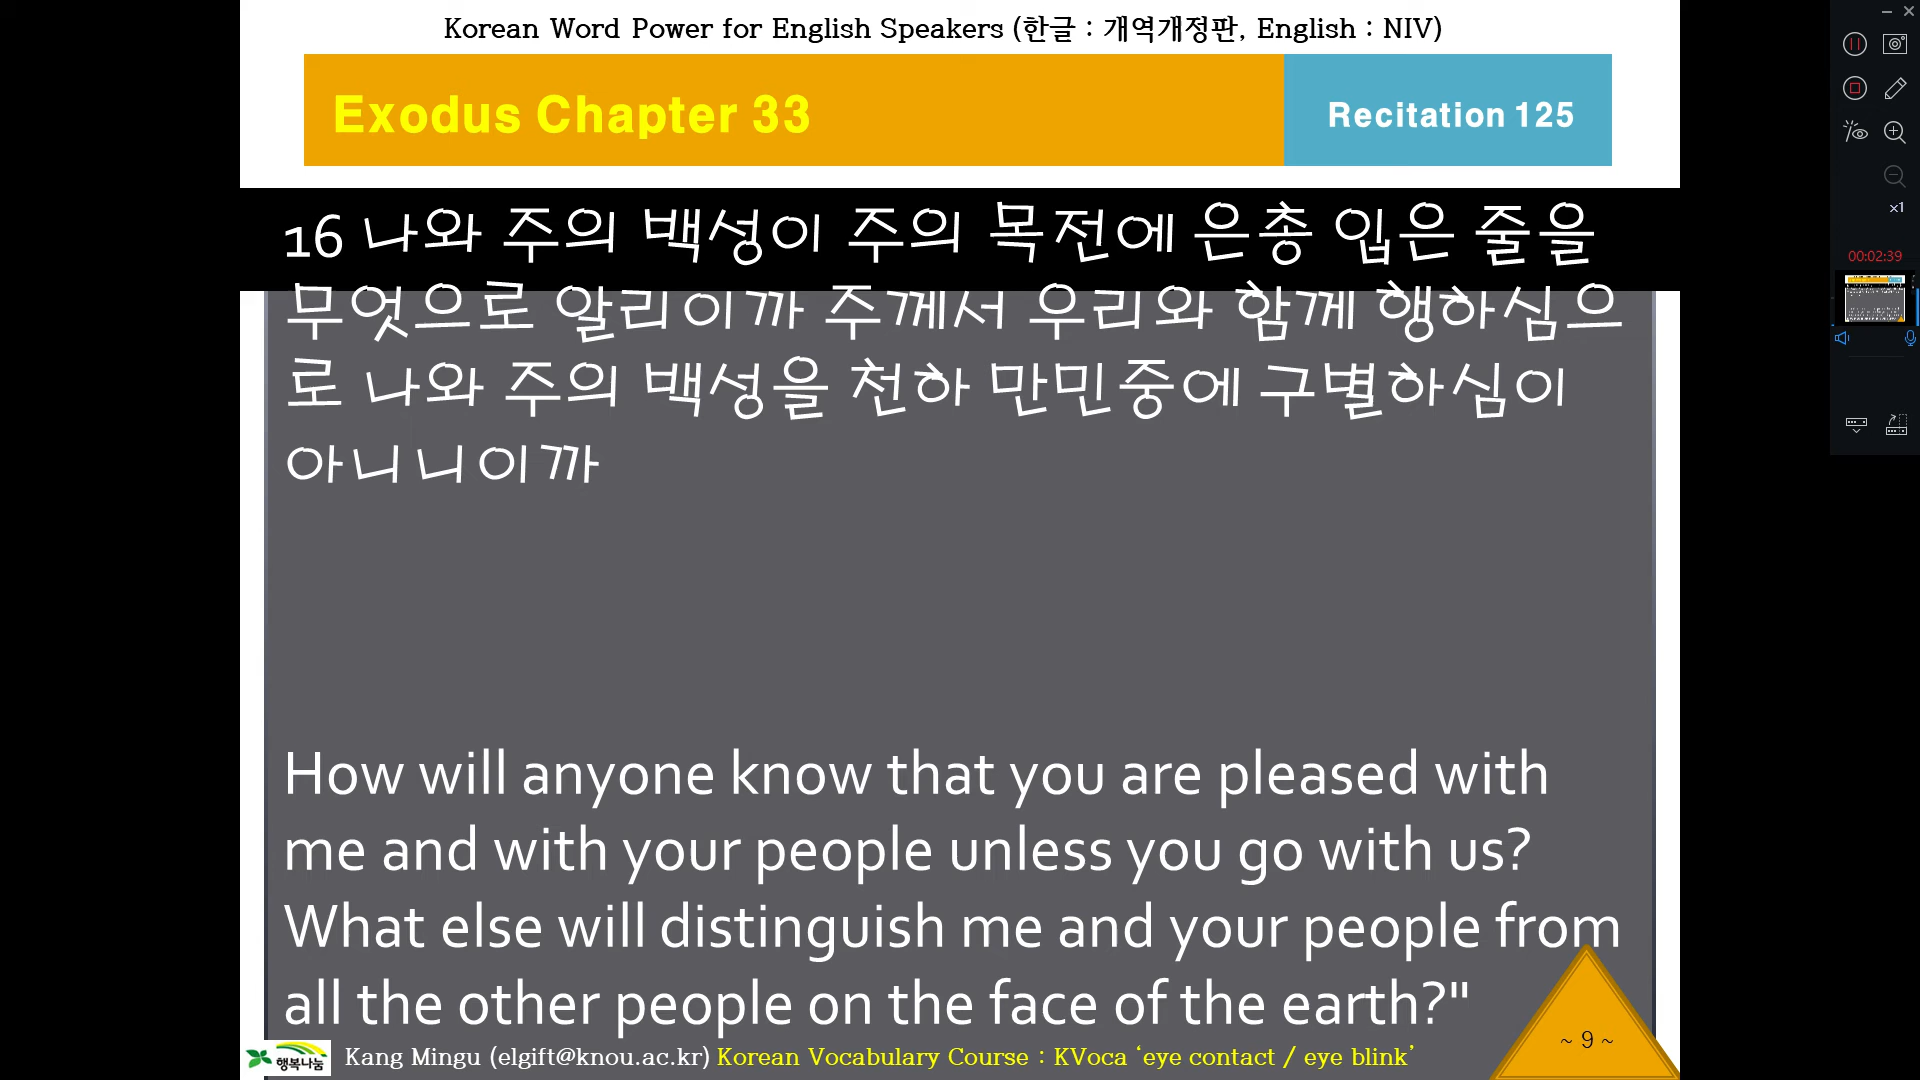 Korean Word Power for English Speakers (한글 : 개역개정판, English : NIV)
Exodus Chapter 33
Recitation 125
16 나와 주의 백성이 주의 목전에 은총 입은 줄을
무엇으로 알리이까 주께서 우리와 함께 행하심으
로 나와 주의 백성을 천하 만민중에 구별하심이
아니니이까
How will anyone know that you are pleased with
me and with your people unless you go with us?
What else will distinguish me and your people from
all the other people on the face of the earth?"
~ 9 ~
행복나눔
Kang Mingu (elgift@knou.ac.kr) Korean Vocabulary Course : KVoca ‘eye contact / eye blink’
x1
00:02:39